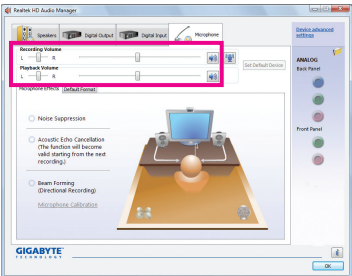 Realtek HD Audio Manager
Speakers
Digital Output
Digital Input
Microphone
Device advanced
settings
Recording Volume
L
R
Playback Volume
L
R
Set Default Device
ANALOG
Back Panel
Microphone Effects
Default Format
Noise Suppression
Acoustic Echo Cancellation
(The function will become
valid starting from the next
recording.)
Front Panel
Beam Forming
(Directional Recording)
Microphone Calibration
GIGABYTE
TECHNOLOGY
OK